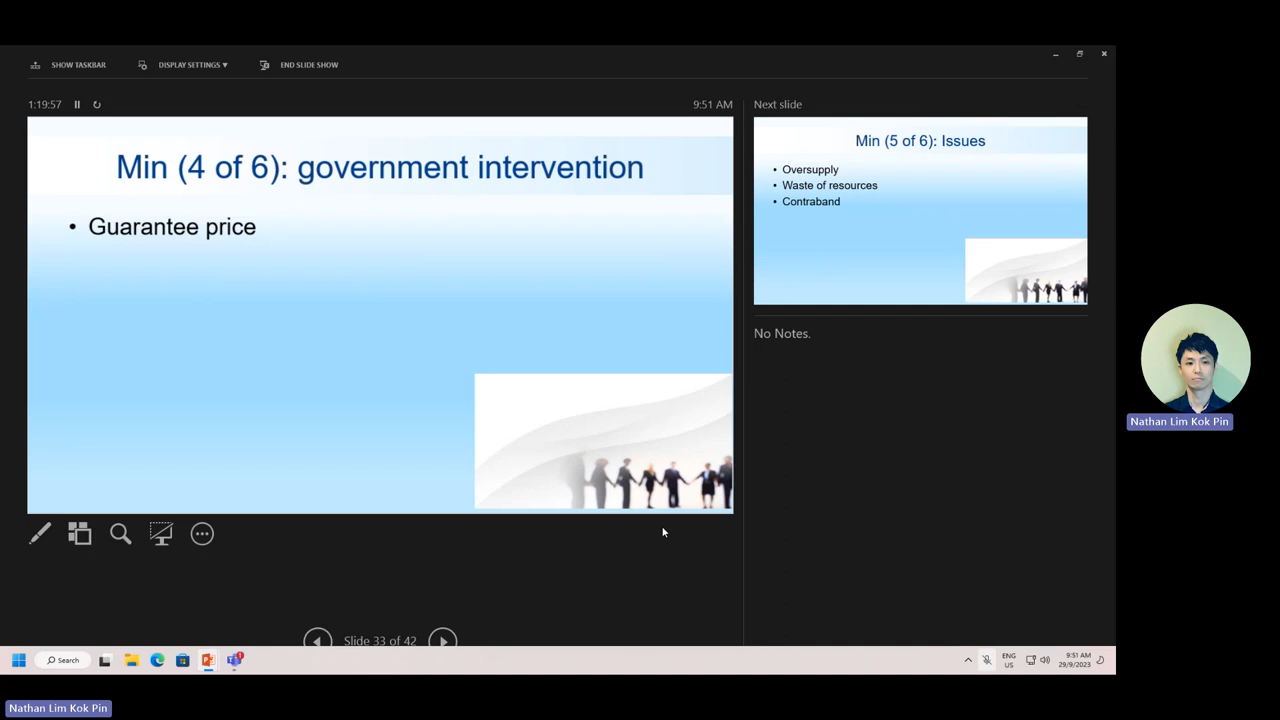 SHOW TASKBAR
DISPLAY SETTINGS ▼
END SLIDE SHOW
1:19:57
9:51 AM
Next slide
Min (4 of 6): government intervention
• Guarantee price
Min (5 of 6): Issues
• Oversupply
• Waste of resources
• Contraband
No Notes.
Nathan Lim Kok Pin
Slide 33 of 42
Search
ENG
US
9:51 AM
29/9/2023
Nathan Lim Kok Pin